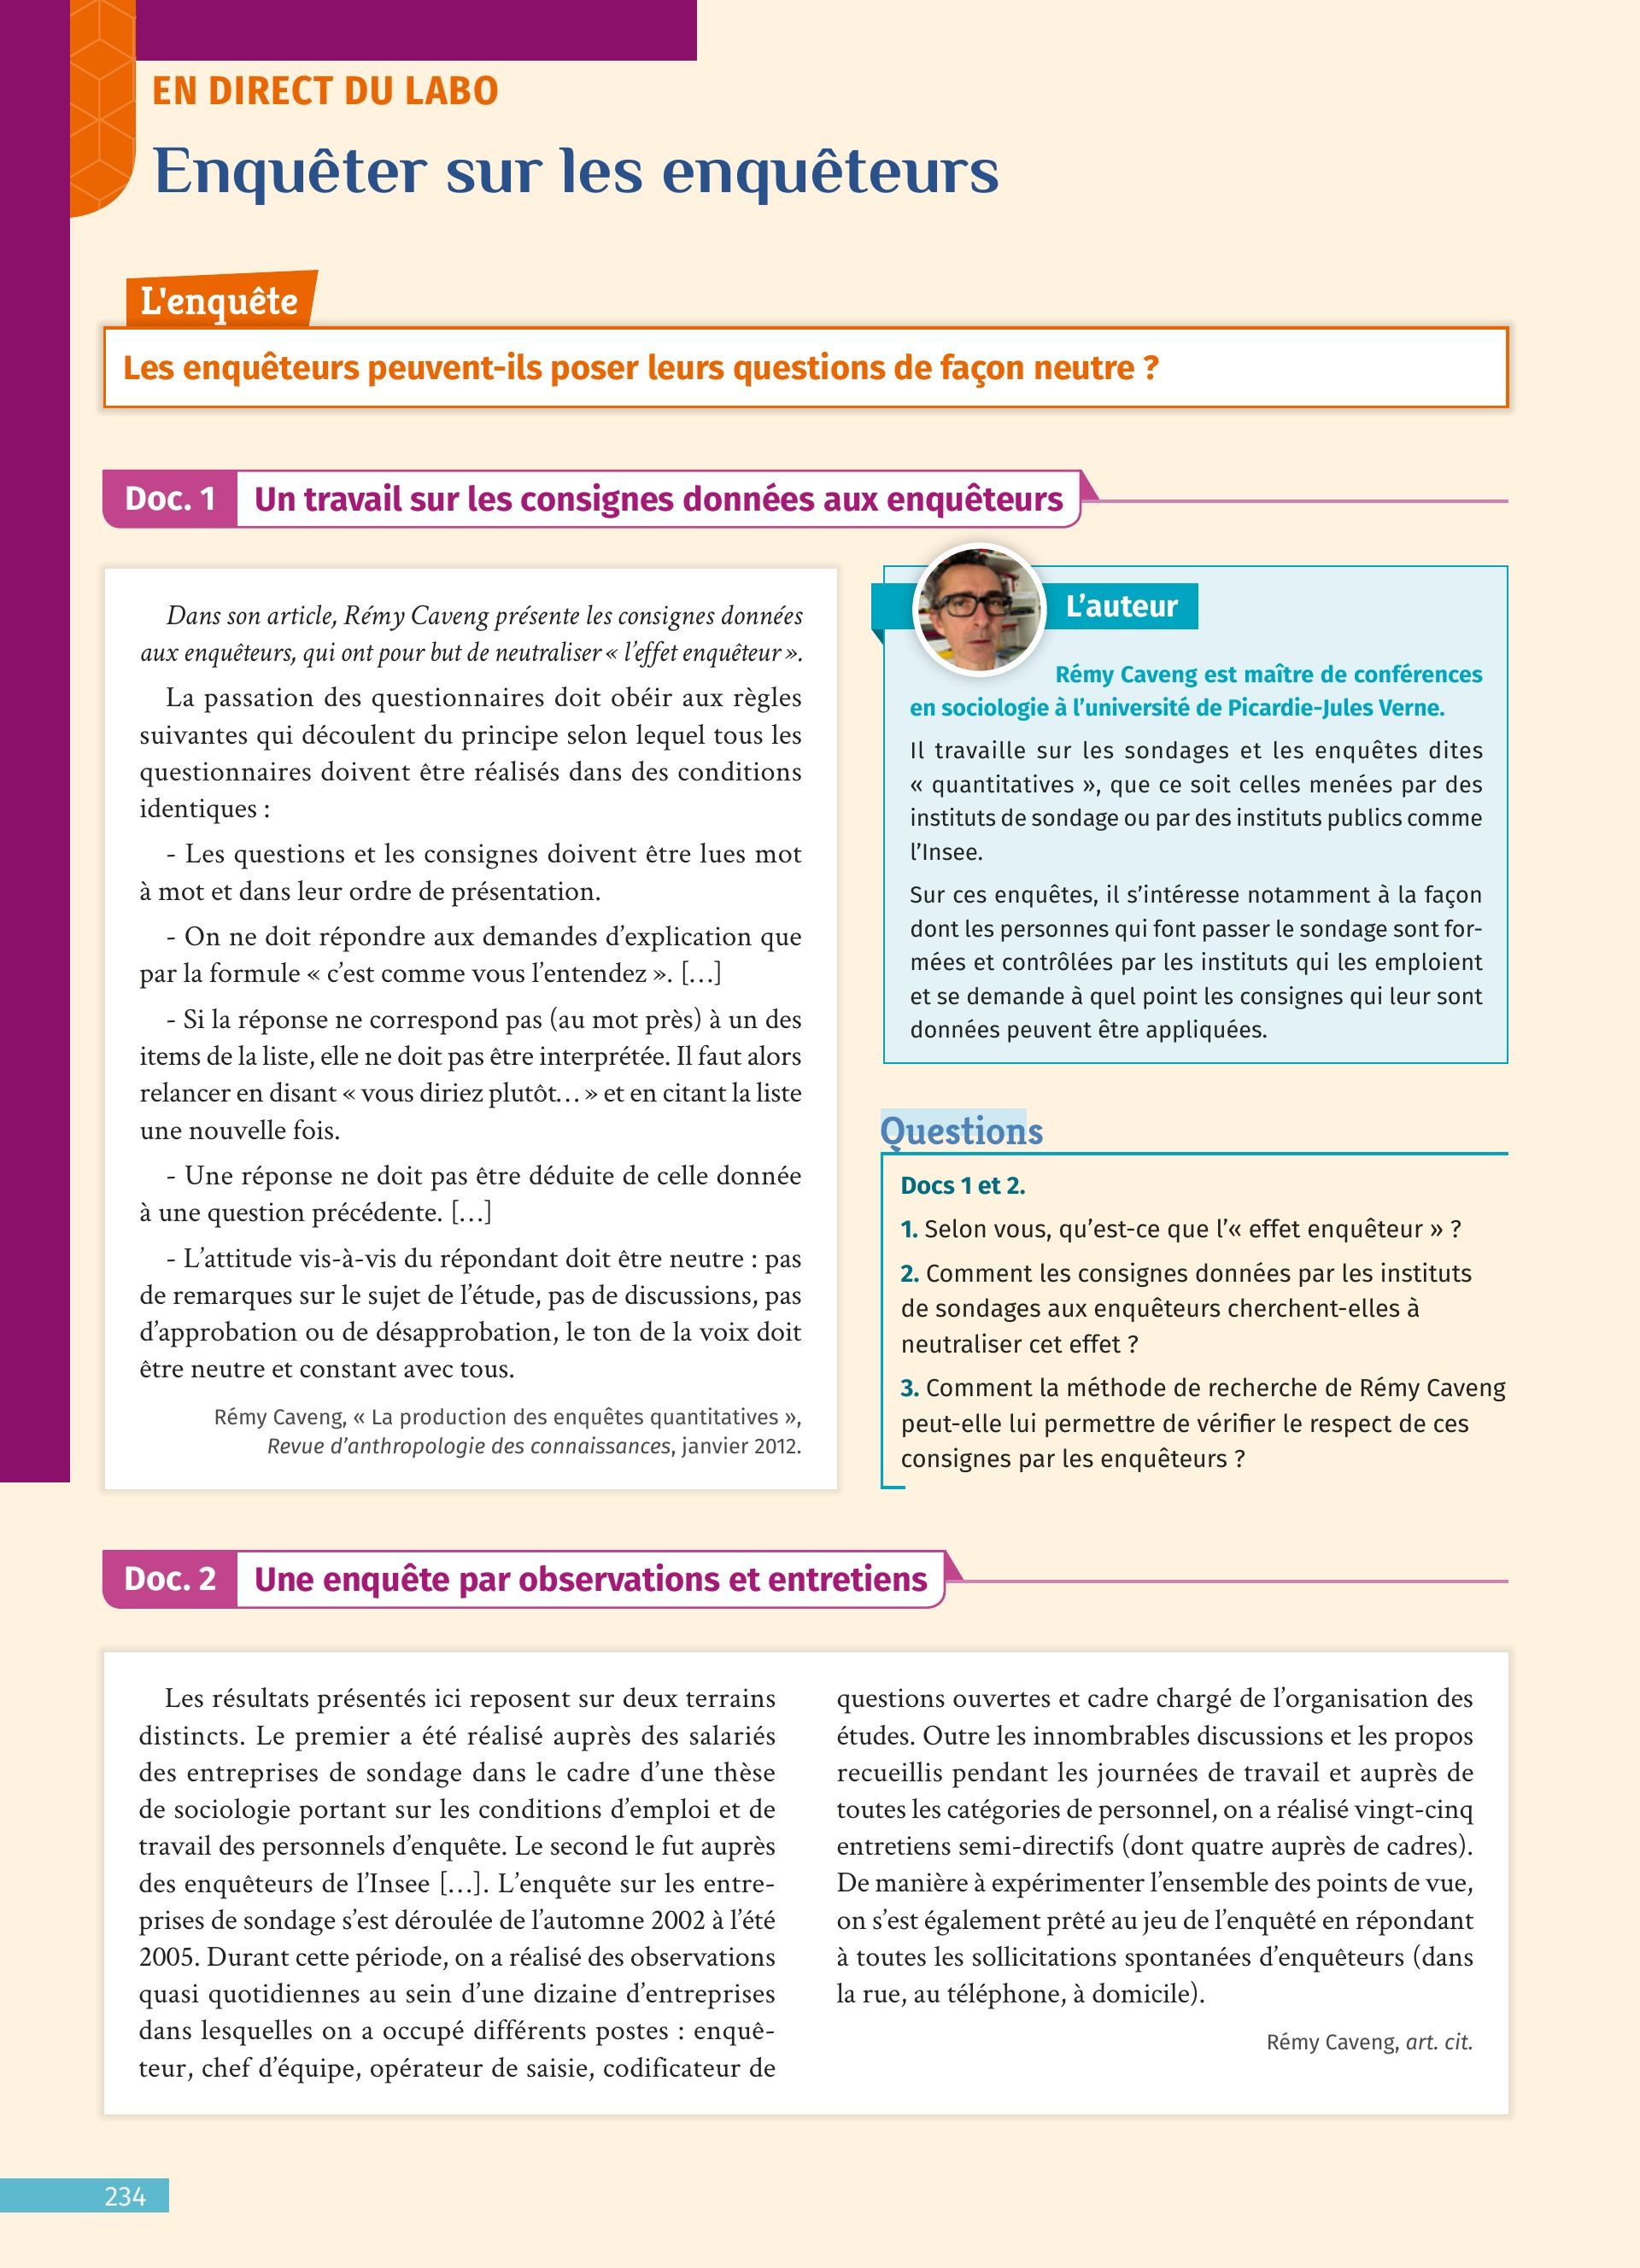 EN DIRECT DU LABO
Enquêter sur les enquêteurs
L'enquête
Les enquêteurs peuvent-ils poser leurs questions de façon neutre ?
Doc. 1 Un travail sur les consignes données aux enquêteurs
Dans son article, Rémy Caveng présente les consignes données
aux enquêteurs, qui ont pour but de neutraliser « l’effet enquêteur ».
La passation des questionnaires doit obéir aux règles
suivantes qui découlent du principe selon lequel tous les
questionnaires doivent être réalisés dans des conditions
identiques :
- Les questions et les consignes doivent être lues mot
à mot et dans leur ordre de présentation.
- On ne doit répondre aux demandes d’explication que
par la formule « c’est comme vous l’entendez ». […]
- Si la réponse ne correspond pas (au mot près) à un des
items de la liste, elle ne doit pas être interprétée. Il faut alors
relancer en disant « vous diriez plutôt… » et en citant la liste
une nouvelle fois.
- Une réponse ne doit pas être déduite de celle donnée
à une question précédente. […]
- L’attitude vis-à-vis du répondant doit être neutre : pas
de remarques sur le sujet de l’étude, pas de discussions, pas
d’approbation ou de désapprobation, le ton de la voix doit
être neutre et constant avec tous.
Rémy Caveng, « La production des enquêtes quantitatives »,
Revue d’anthropologie des connaissances, janvier 2012.
L’auteur
Rémy Caveng est maître de conférences
en sociologie à l’université de Picardie-Jules Verne.
Il travaille sur les sondages et les enquêtes dites
« quantitatives », que ce soit celles menées par des
instituts de sondage ou par des instituts publics comme
l’Insee.
Sur ces enquêtes, il s’intéresse notamment à la façon
dont les personnes qui font passer le sondage sont for-
mées et contrôlées par les instituts qui les emploient
et se demande à quel point les consignes qui leur sont
données peuvent être appliquées.
Questions
Docs 1 et 2.
1. Selon vous, qu’est-ce que l’« effet enquêteur » ?
2. Comment les consignes données par les instituts
de sondages aux enquêteurs cherchent-elles à
neutraliser cet effet ?
3. Comment la méthode de recherche de Rémy Caveng
peut-elle lui permettre de vérifier le respect de ces
consignes par les enquêteurs ?
Doc. 2 Une enquête par observations et entretiens
Les résultats présentés ici reposent sur deux terrains
distincts. Le premier a été réalisé auprès des salariés
des entreprises de sondage dans le cadre d’une thèse
de sociologie portant sur les conditions d’emploi et de
travail des personnels d’enquête. Le second le fut auprès
des enquêteurs de l’Insee […]. L’enquête sur les entre-
prises de sondage s’est déroulée de l’automne 2002 à l’été
2005. Durant cette période, on a réalisé des observations
quasi quotidiennes au sein d’une dizaine d’entreprises
dans lesquelles on a occupé différents postes : enquê-
teur, chef d’équipe, opérateur de saisie, codificateur de
questions ouvertes et cadre chargé de l’organisation des
études. Outre les innombrables discussions et les propos
recueillis pendant les journées de travail et auprès de
toutes les catégories de personnel, on a réalisé vingt-cinq
entretiens semi-directifs (dont quatre auprès de cadres).
De manière à expérimenter l’ensemble des points de vue,
on s’est également prêté au jeu de l’enquêté en répondant
à toutes les sollicitations spontanées d’enquêteurs (dans
la rue, au téléphone, à domicile).
Rémy Caveng, art. cit.
234